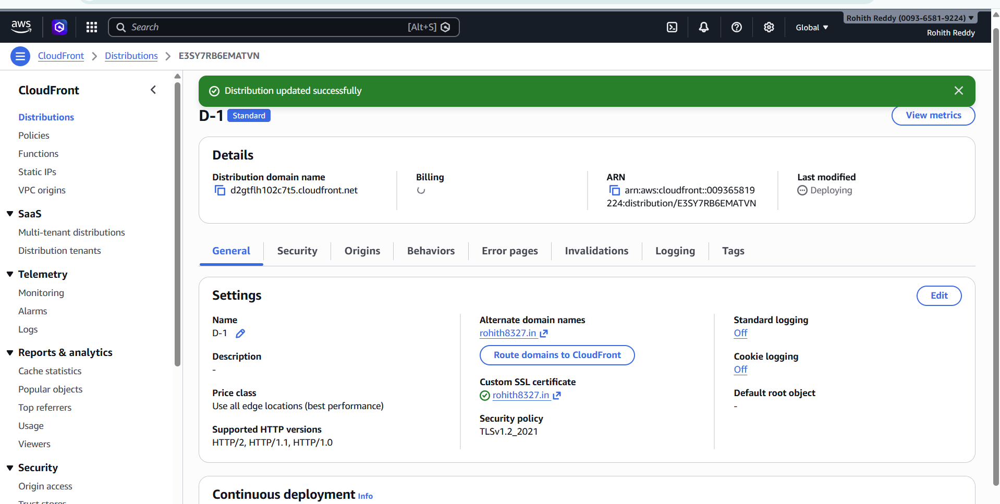 aws
Search [Alt+S]
Global
Rohith Reddy (0093-6581-9224)
Rohith Reddy
CloudFront
Distributions
E3SY7RB6EMATVN
CloudFront
Distributions
Policies
Functions
Static IPs
VPC origins
SaaS
Multi-tenant distributions
Distribution tenants
Telemetry
Monitoring
Alarms
Logs
Reports & analytics
Cache statistics
Popular objects
Top referrers
Usage
Viewers
Security
Origin access
Trust stores
Distribution updated successfully
D-1 Standard
View metrics
Details
Distribution domain name
d2gtflh102c7t5.cloudfront.net
Billing
ARN
arn:aws:cloudfront::009365819
224:distribution/E3SY7RB6EMATVN
Last modified
Deploying
General
Security
Origins
Behaviors
Error pages
Invalidations
Logging
Tags
Settings
Edit
Name
D-1
Description
-
Price class
Use all edge locations (best performance)
Supported HTTP versions
HTTP/2, HTTP/1.1, HTTP/1.0
Alternate domain names
rohith8327.in
Route domains to CloudFront
Custom SSL certificate
rohith8327.in
Security policy
TLSv1.2_2021
Standard logging
Off
Cookie logging
Off
Default root object
-
Continuous deployment Info